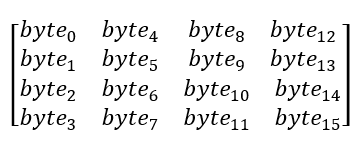 byte₀ byte₄ byte₈ byte₁₂
byte₁ byte₅ byte₉ byte₁₃
byte₂ byte₆ byte₁₀ byte₁₄
byte₃ byte₇ byte₁₁ byte₁₅